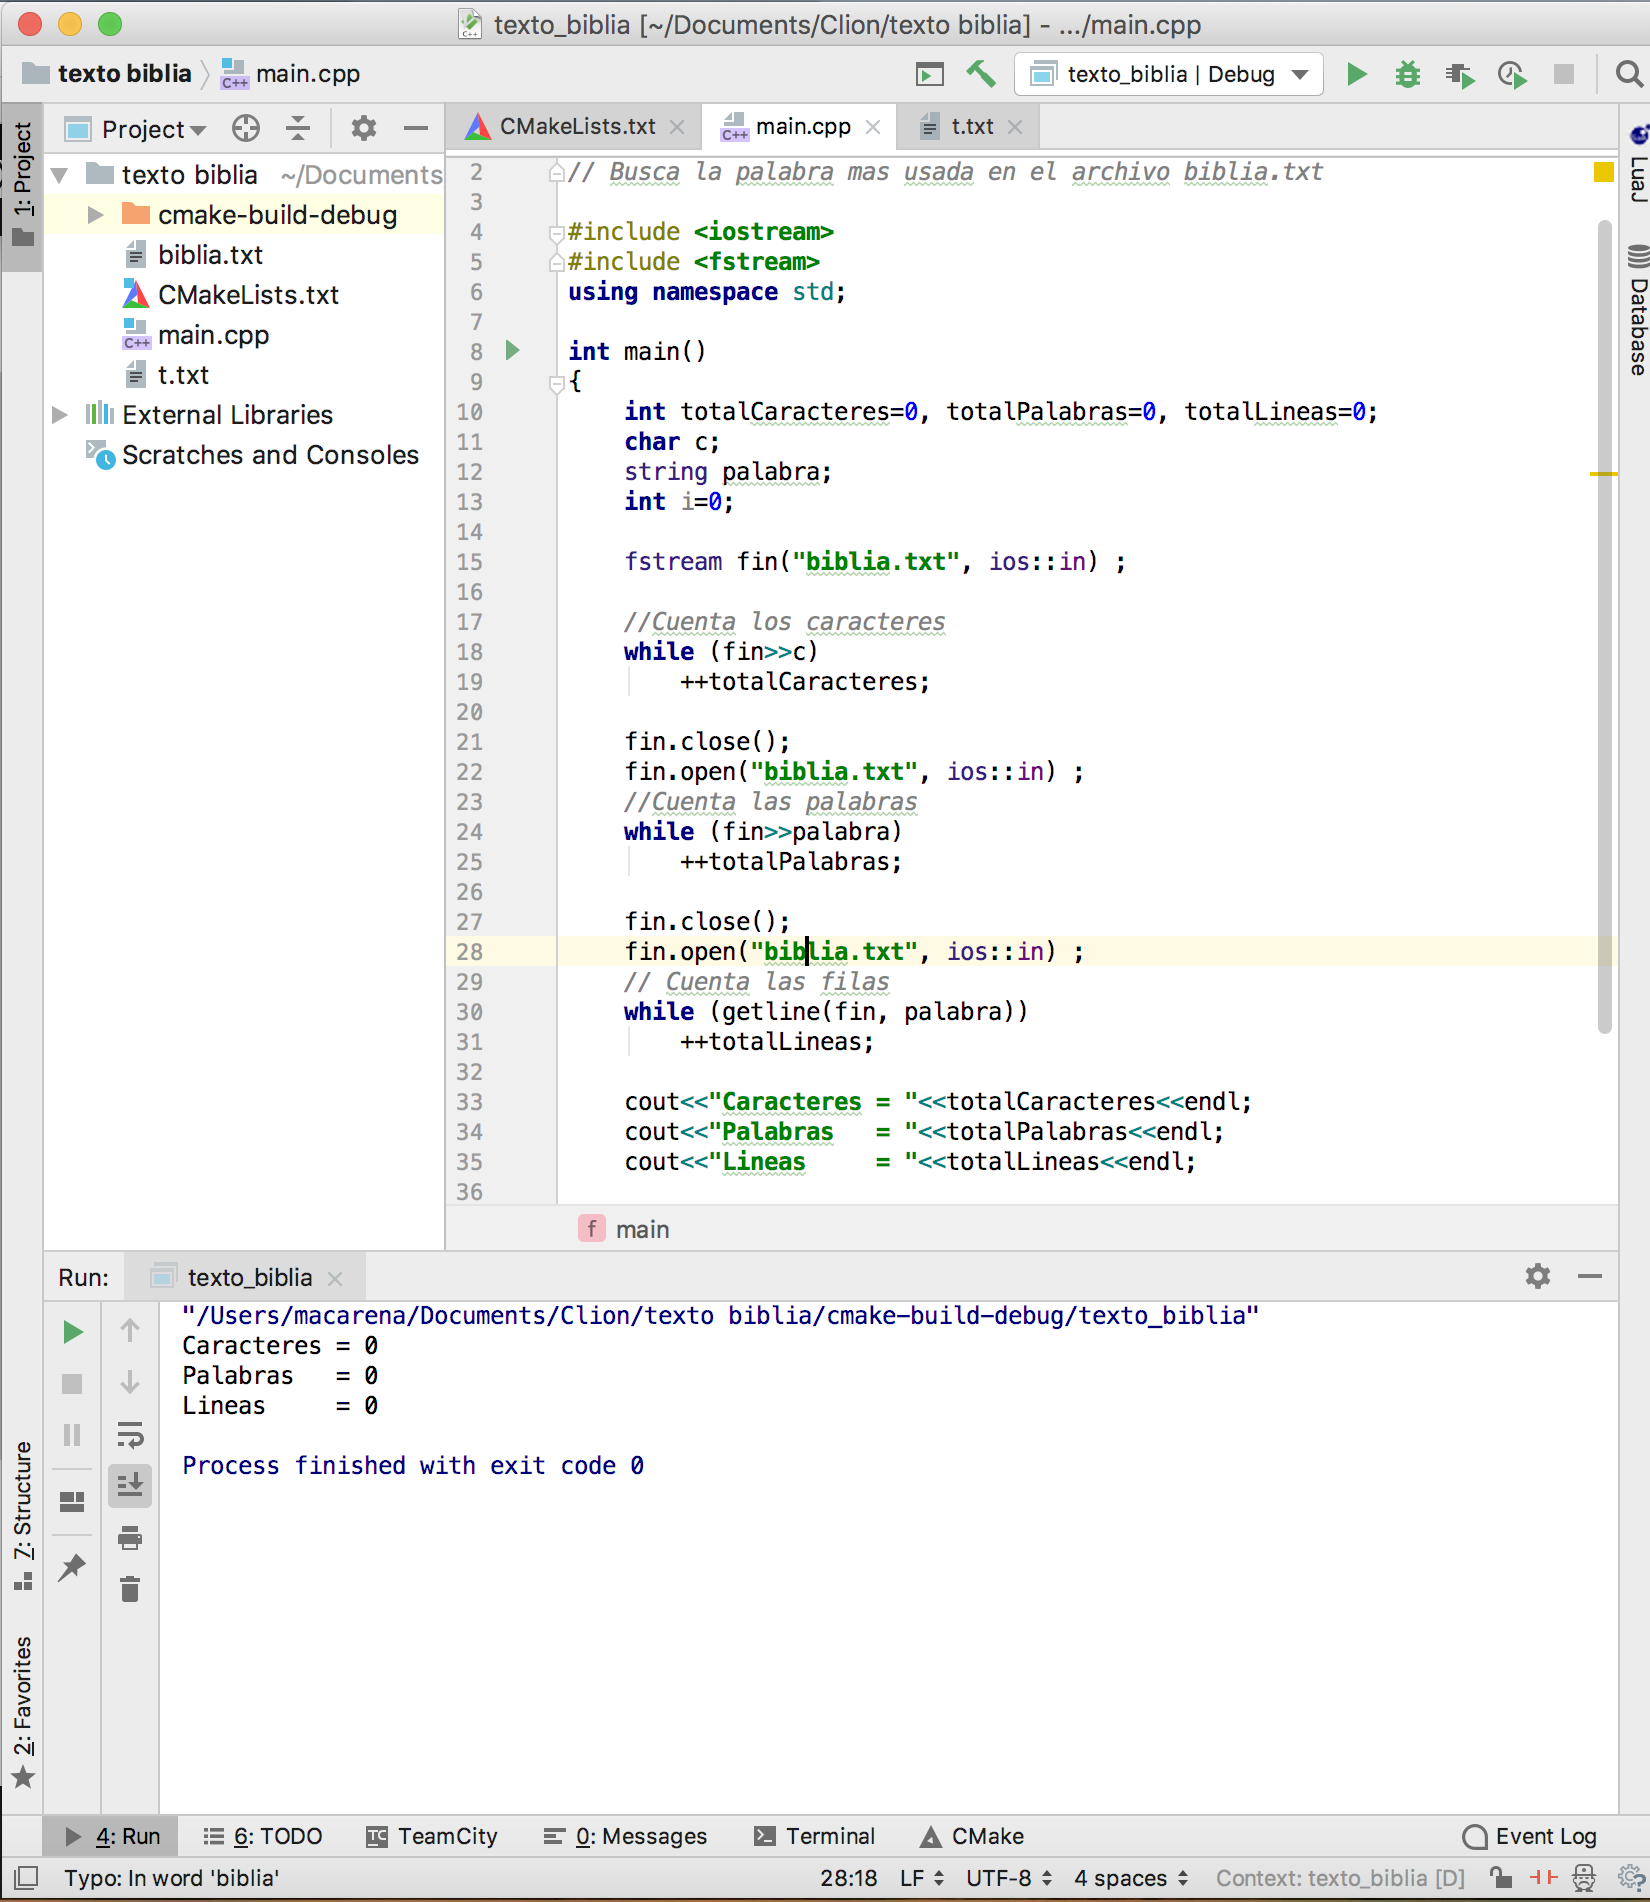 texto_biblia [~/Documents/Clion/texto biblia] - .../main.cpp
texto biblia main.cpp texto_biblia | Debug
1: Project
Project
CMakeLists.txt main.cpp t.txt
texto biblia ~/Documents
cmake-build-debug
biblia.txt
CMakeLists.txt
main.cpp
t.txt
External Libraries
Scratches and Consoles
2 // Busca la palabra mas usada en el archivo biblia.txt
3
4 #include <iostream>
5 #include <fstream>
6 using namespace std;
7
8 int main()
9 {
10     int totalCaracteres=0, totalPalabras=0, totalLineas=0;
11     char c;
12     string palabra;
13     int i=0;
14
15     fstream fin("biblia.txt", ios::in) ;
16
17     //Cuenta los caracteres
18     while (fin>>c)
19         ++totalCaracteres;
20
21     fin.close();
22     fin.open("biblia.txt", ios::in) ;
23     //Cuenta las palabras
24     while (fin>>palabra)
25         ++totalPalabras;
26
27     fin.close();
28     fin.open("biblia.txt", ios::in) ;
29     // Cuenta las filas
30     while (getline(fin, palabra))
31         ++totalLineas;
32
33     cout<<"Caracteres = "<<totalCaracteres<<endl;
34     cout<<"Palabras   = "<<totalPalabras<<endl;
35     cout<<"Lineas     = "<<totalLineas<<endl;
36
f main
LuaJ
Database
Run: texto_biblia
"/Users/macarena/Documents/Clion/texto biblia/cmake-build-debug/texto_biblia"
Caracteres = 0
Palabras   = 0
Lineas     = 0
Process finished with exit code 0
7: Structure
2: Favorites
4: Run 6: TODO TeamCity 0: Messages Terminal CMake Event Log
Typo: In word 'biblia' 28:18 LF UTF-8 4 spaces Context: texto_biblia [D]